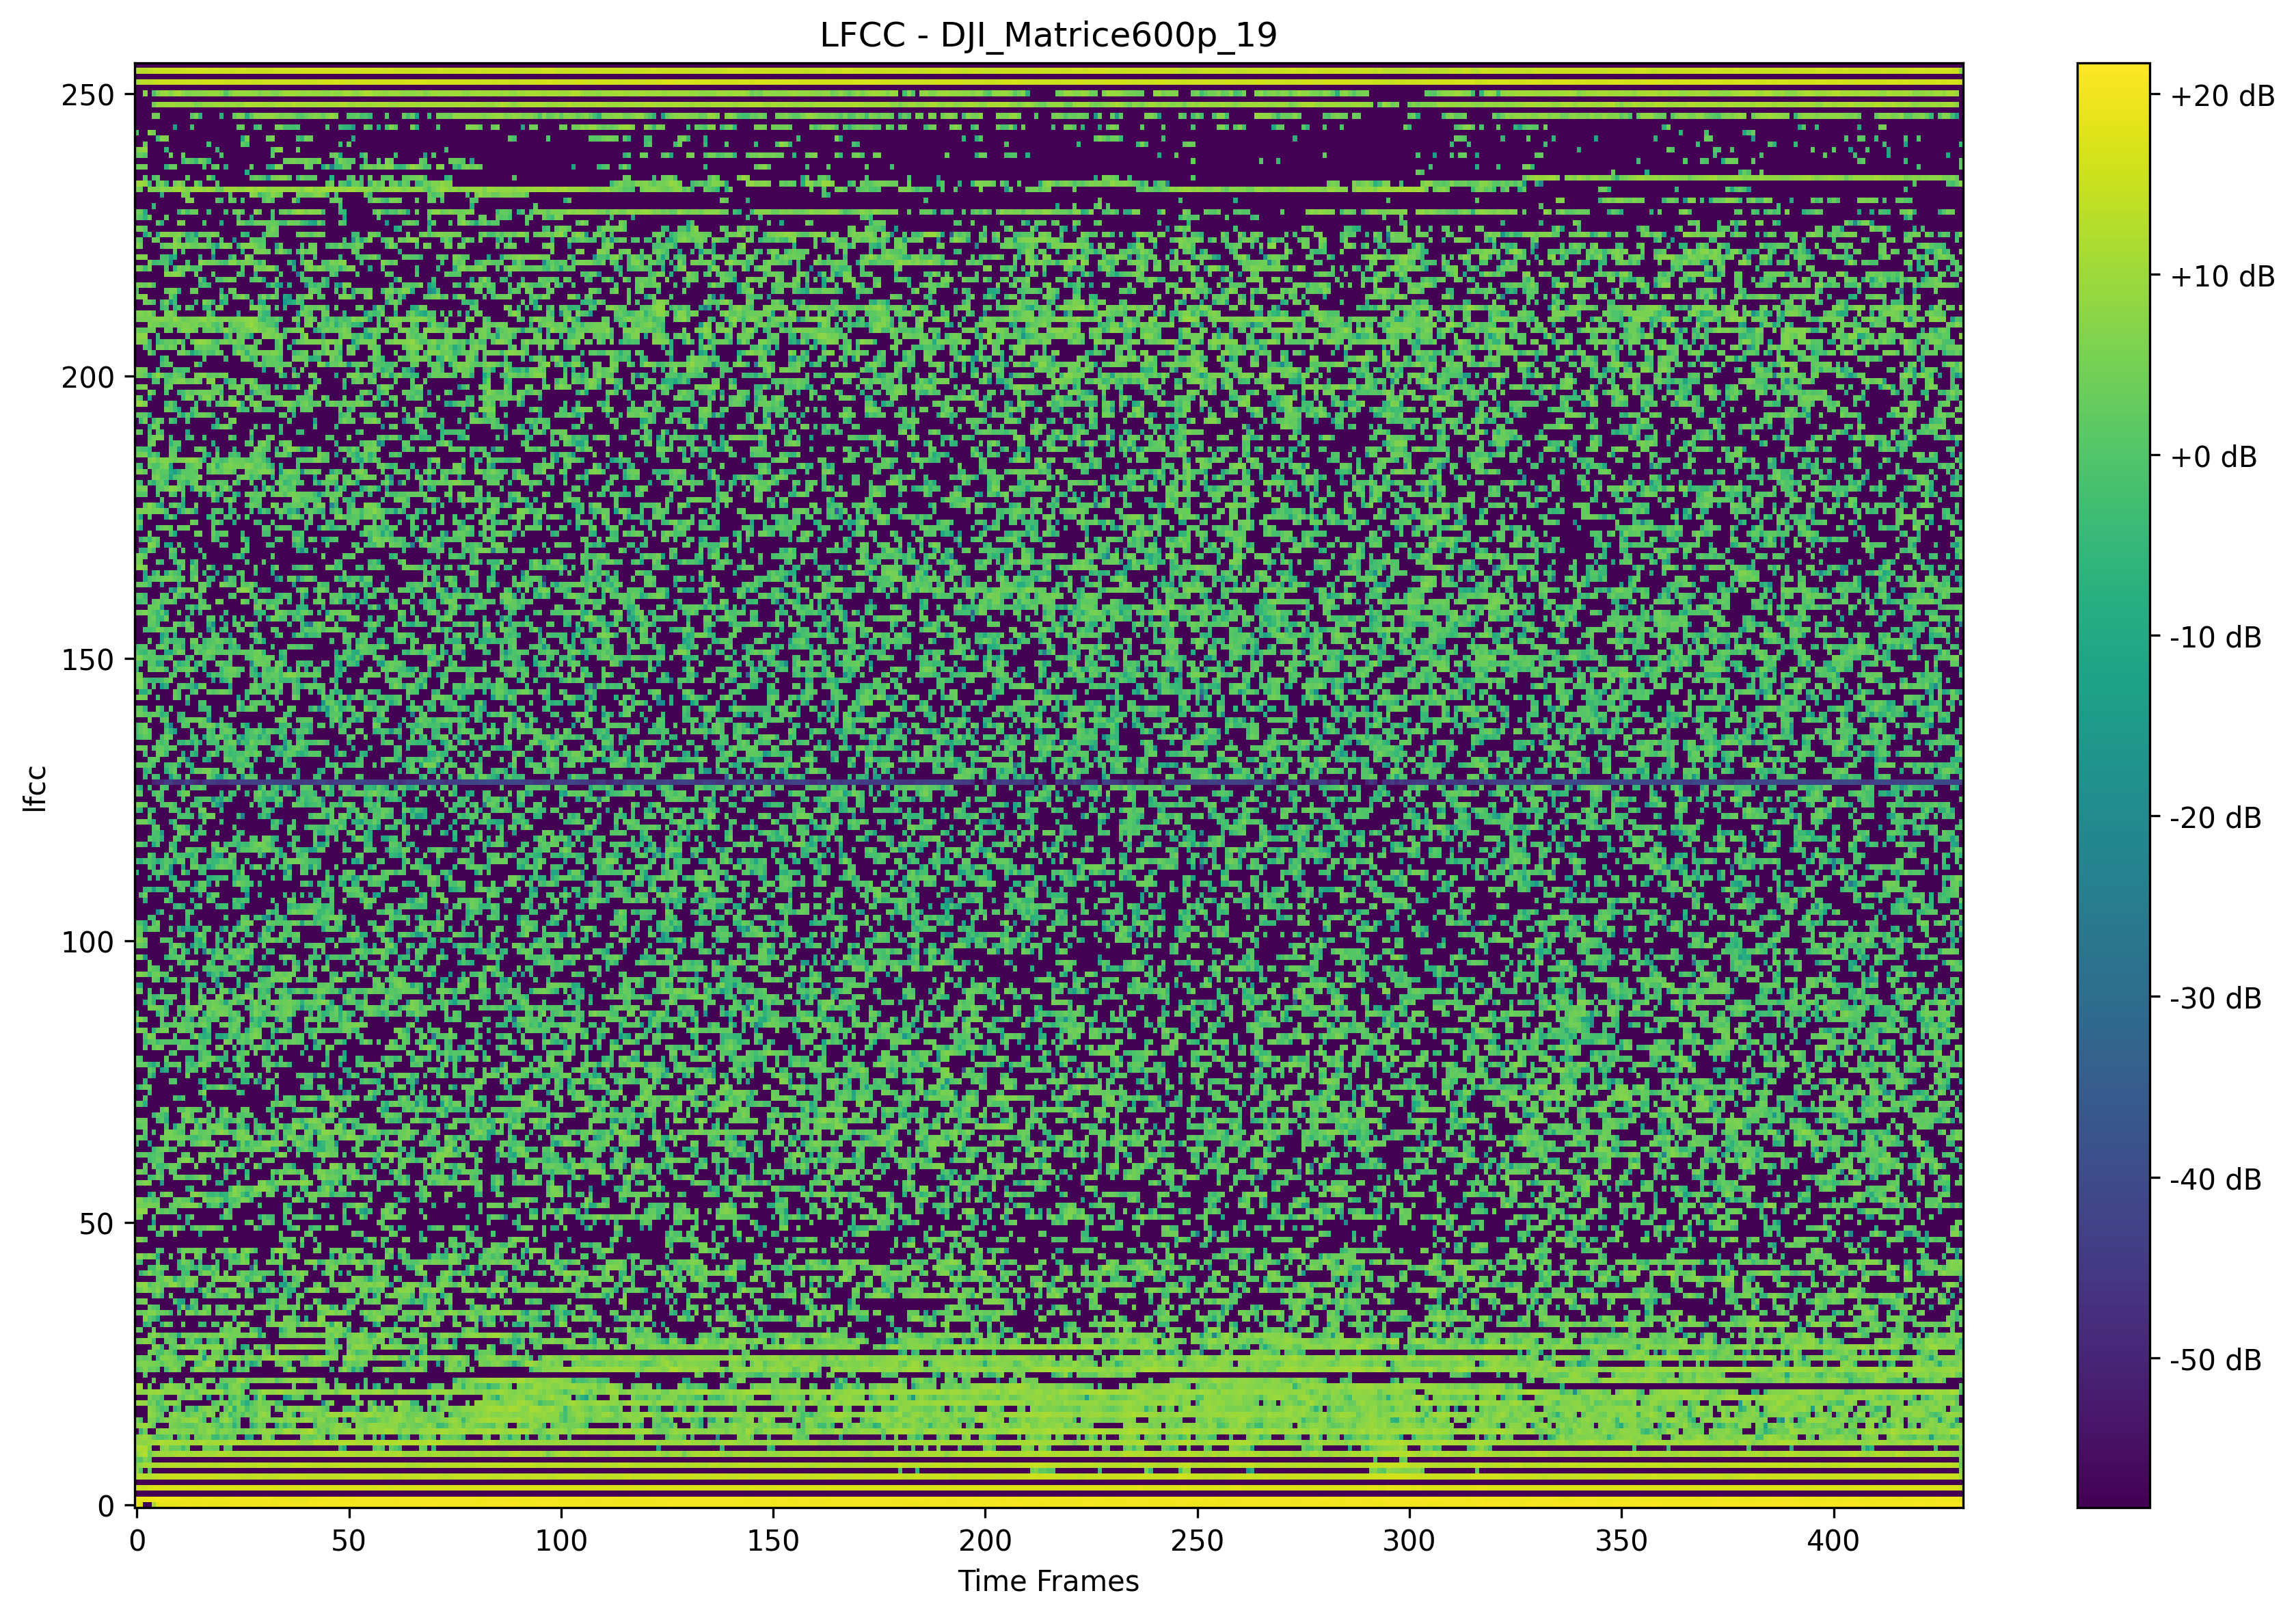 LFCC - DJI_Matrice600p_19
250
200
150
100
50
0
lfcc
0 50 100 150 200 250 300 350 400
Time Frames
+20 dB
+10 dB
+0 dB
-10 dB
-20 dB
-30 dB
-40 dB
-50 dB